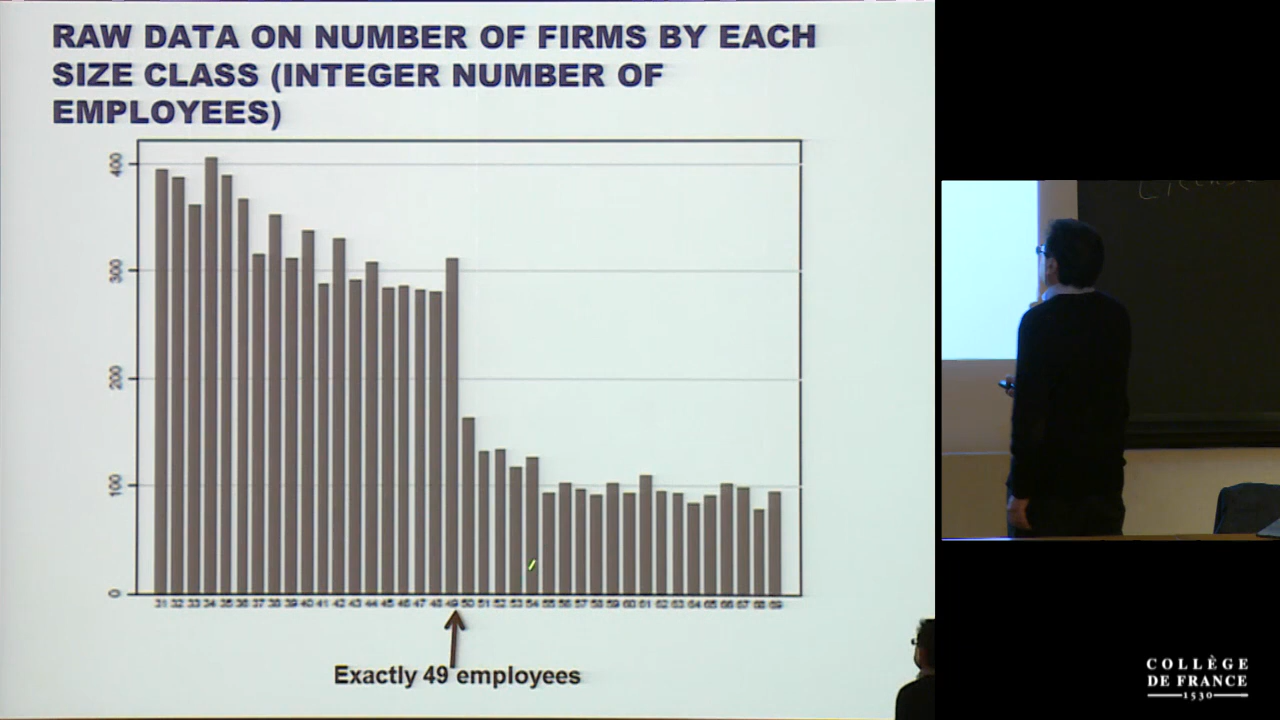 RAW DATA ON NUMBER OF FIRMS BY EACH
SIZE CLASS (INTEGER NUMBER OF
EMPLOYEES)
400
300
200
100
0
31 32 33 34 35 36 37 38 39 40 41 42 43 44 45 46 47 48 49 50 51 52 53 54 55 56 57 58 59 60 61 62 63 64 65 66 67 68 69
Exactly 49 employees
COLLÈGE
DE FRANCE
1530